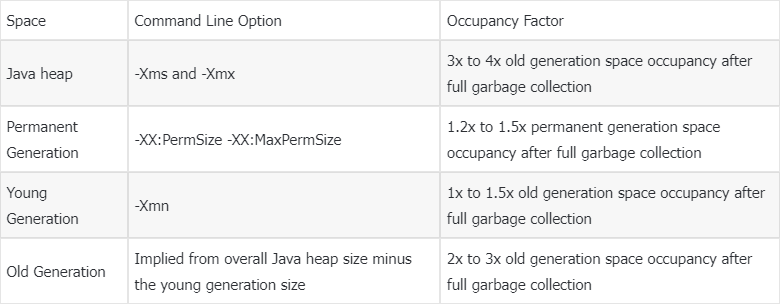 Space Command Line Option Occupancy Factor
Java heap -Xms and -Xmx 3x to 4x old generation space occupancy after
full garbage collection
Permanent
Generation -XX:PermSize -XX:MaxPermSize 1.2x to 1.5x permanent generation space
occupancy after full garbage collection
Young
Generation -Xmn 1x to 1.5x old generation space occupancy after
full garbage collection
Old Generation Implied from overall Java heap size minus
the young generation size 2x to 3x old generation space occupancy after
full garbage collection